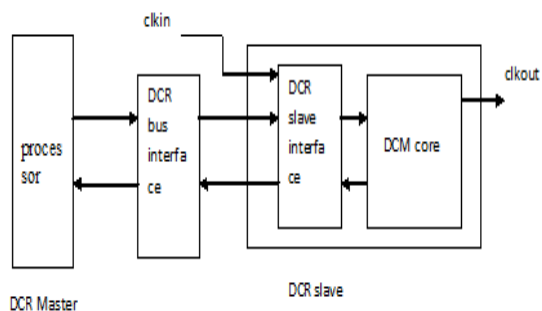 clkin
clkout
proces
sor
DCR
bus
interfa
ce
DCR
slave
interfa
ce
DCM core
DCR Master
DCR slave